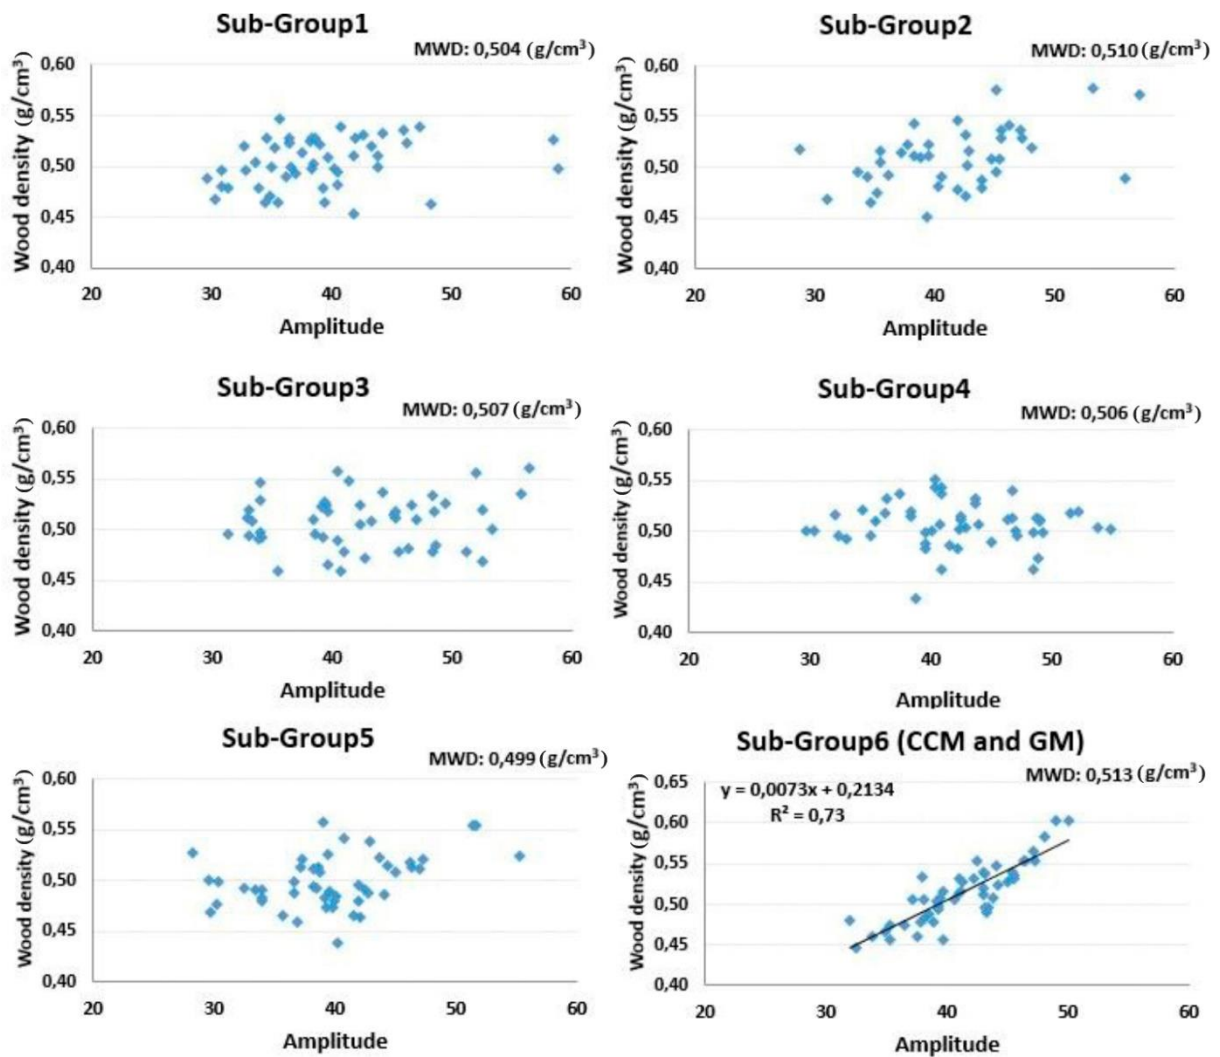 Sub-Group1
MWD: 0,504 (g/cm³)
Wood density (g/cm³)
0,60
0,55
0,50
0,45
0,40
20 30 40 50 60
Amplitude
Sub-Group2
MWD: 0,510 (g/cm³)
Wood density (g/cm³)
0,60
0,55
0,50
0,45
0,40
20 30 40 50 60
Amplitude
Sub-Group3
MWD: 0,507 (g/cm³)
Wood density (g/cm³)
0,60
0,55
0,50
0,45
0,40
20 30 40 50 60
Amplitude
Sub-Group4
MWD: 0,506 (g/cm³)
Wood density (g/cm³)
0,60
0,55
0,50
0,45
0,40
20 30 40 50 60
Amplitude
Sub-Group5
MWD: 0,499 (g/cm³)
Wood density (g/cm³)
0,60
0,55
0,50
0,45
0,40
20 30 40 50 60
Amplitude
Sub-Group6 (CCM and GM)
MWD: 0,513 (g/cm³)
y = 0,0073x + 0,2134
R² = 0,73
Wood density (g/cm³)
0,65
0,60
0,55
0,50
0,45
0,40
20 30 40 50 60
Amplitude